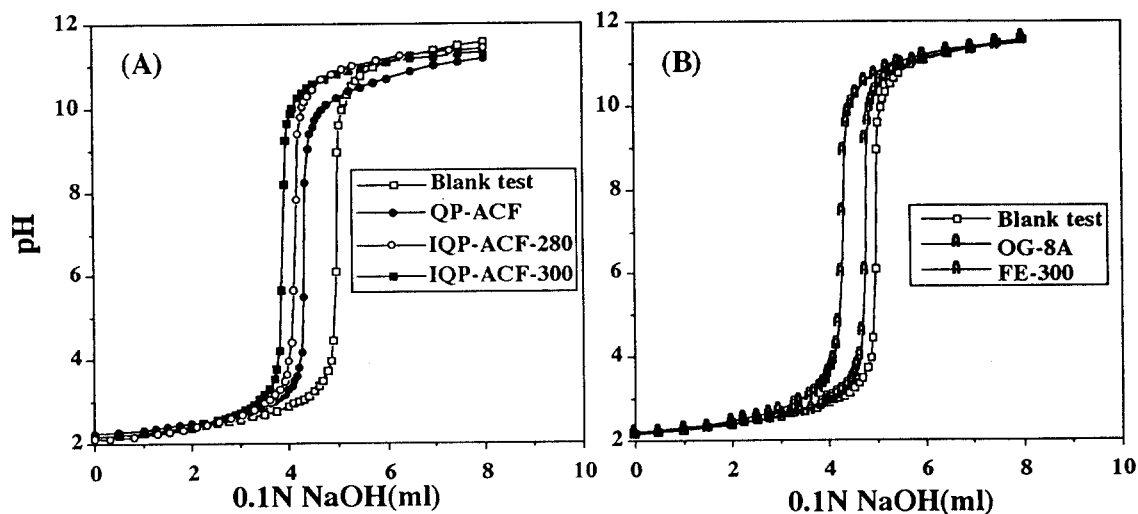 (A)
12
10
8
6
4
2
pH
0 2 4 6 8 10
0.1N NaOH(ml)
Blank test
QP-ACF
IQP-ACF-280
IQP-ACF-300
(B)
12
10
8
6
4
2
0 2 4 6 8 10
0.1N NaOH(ml)
Blank test
OG-8A
FE-300